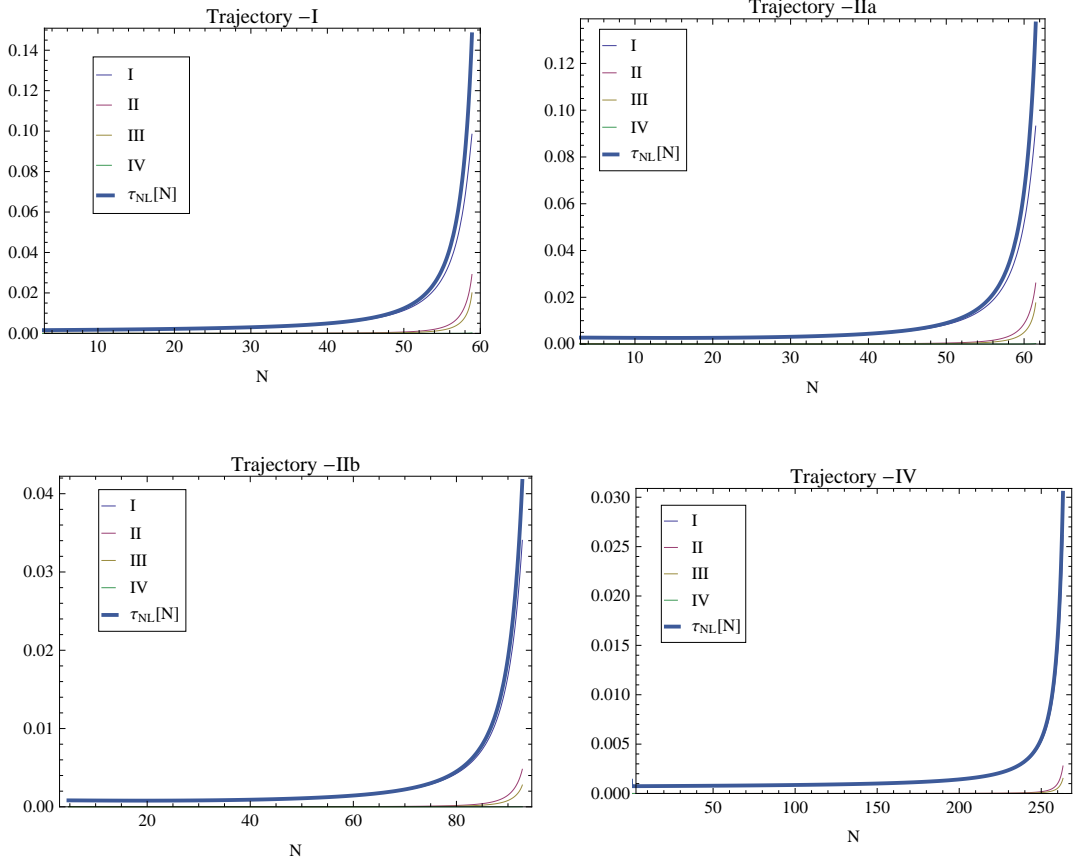 Trajectory −I
0.14
0.12
0.10
0.08
0.06
0.04
0.02
0.00
I
II
III
IV
τNL[N]
10 20 30 40 50 60
N
Trajectory −IIa
0.12
0.10
0.08
0.06
0.04
0.02
0.00
I
II
III
IV
τNL[N]
10 20 30 40 50 60
N
Trajectory −IIb
0.04
0.03
0.02
0.01
0.00
I
II
III
IV
τNL[N]
20 40 60 80
N
Trajectory −IV
0.030
0.025
0.020
0.015
0.010
0.005
0.000
I
II
III
IV
τNL[N]
50 100 150 200 250
N